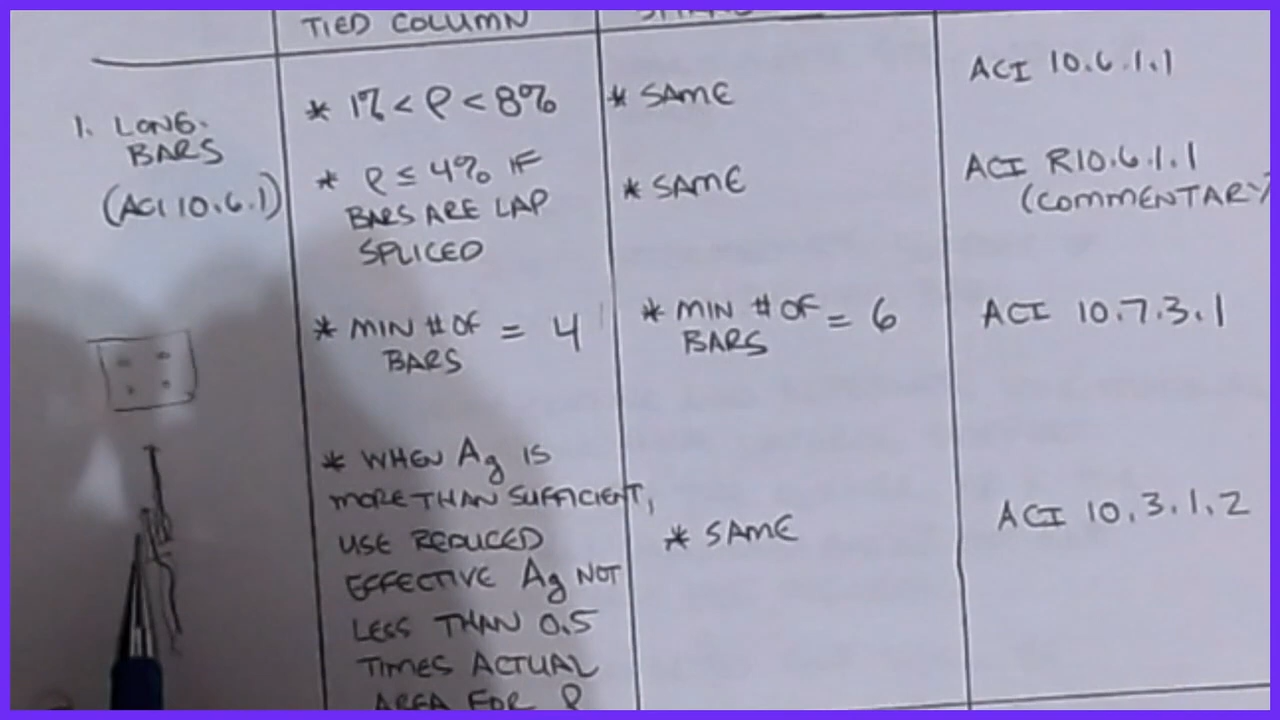 TIED COLUMN
1. LONG.
BARS
(ACI 10.6.1)
* 1% < ρ < 8%
* SAME
ACI 10.6.1.1
* ρ ≤ 4% IF
BARS ARE LAP
SPLICED
* SAME
ACI R10.6.1.1
(COMMENTARY)
* MIN # OF
BARS = 4
* MIN # OF
BARS = 6
ACI 10.7.3.1
* WHEN Ag IS
MORE THAN SUFFICIENT,
USE REDUCED
EFFECTIVE Ag NOT
LESS THAN 0.5
TIMES ACTUAL
AREA FOR ρ
* SAME
ACI 10.3.1.2